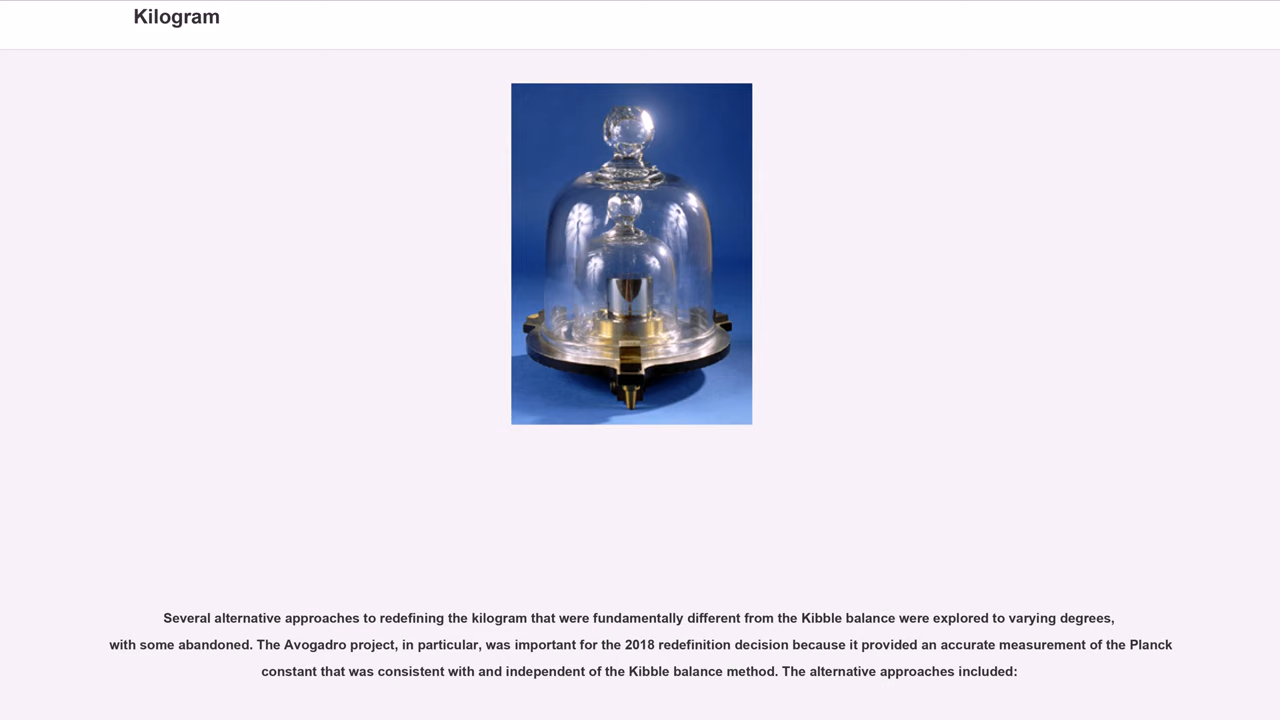 Kilogram
Several alternative approaches to redefining the kilogram that were fundamentally different from the Kibble balance were explored to varying degrees,
with some abandoned. The Avogadro project, in particular, was important for the 2018 redefinition decision because it provided an accurate measurement of the Planck
constant that was consistent with and independent of the Kibble balance method. The alternative approaches included: